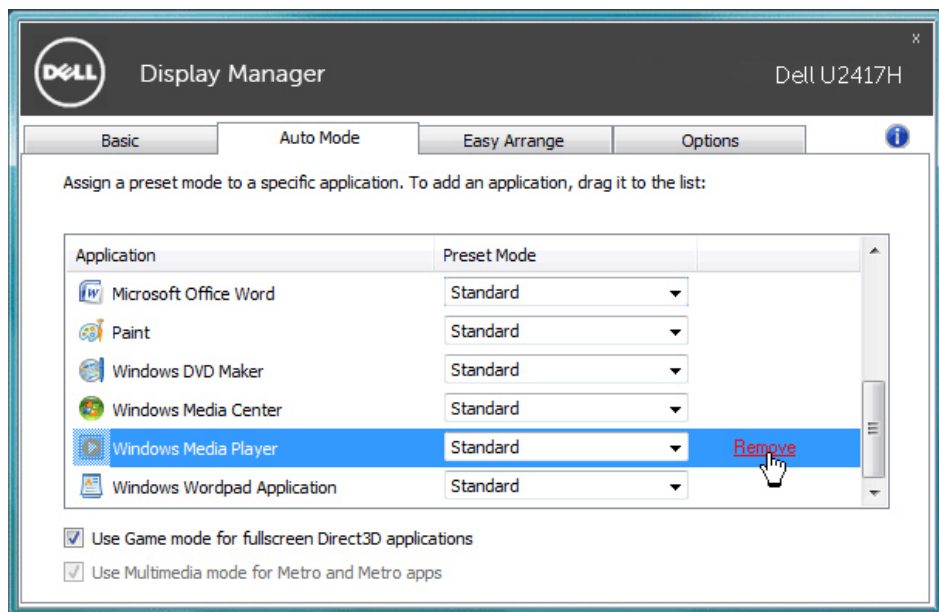 x
DELL Display Manager Dell U2417H
Basic Auto Mode Easy Arrange Options
Assign a preset mode to a specific application. To add an application, drag it to the list:
Application Preset Mode
Microsoft Office Word Standard
Paint Standard
Windows DVD Maker Standard
Windows Media Center Standard
Windows Media Player Standard Remove
Windows Wordpad Application Standard
Use Game mode for fullscreen Direct3D applications
Use Multimedia mode for Metro and Metro apps